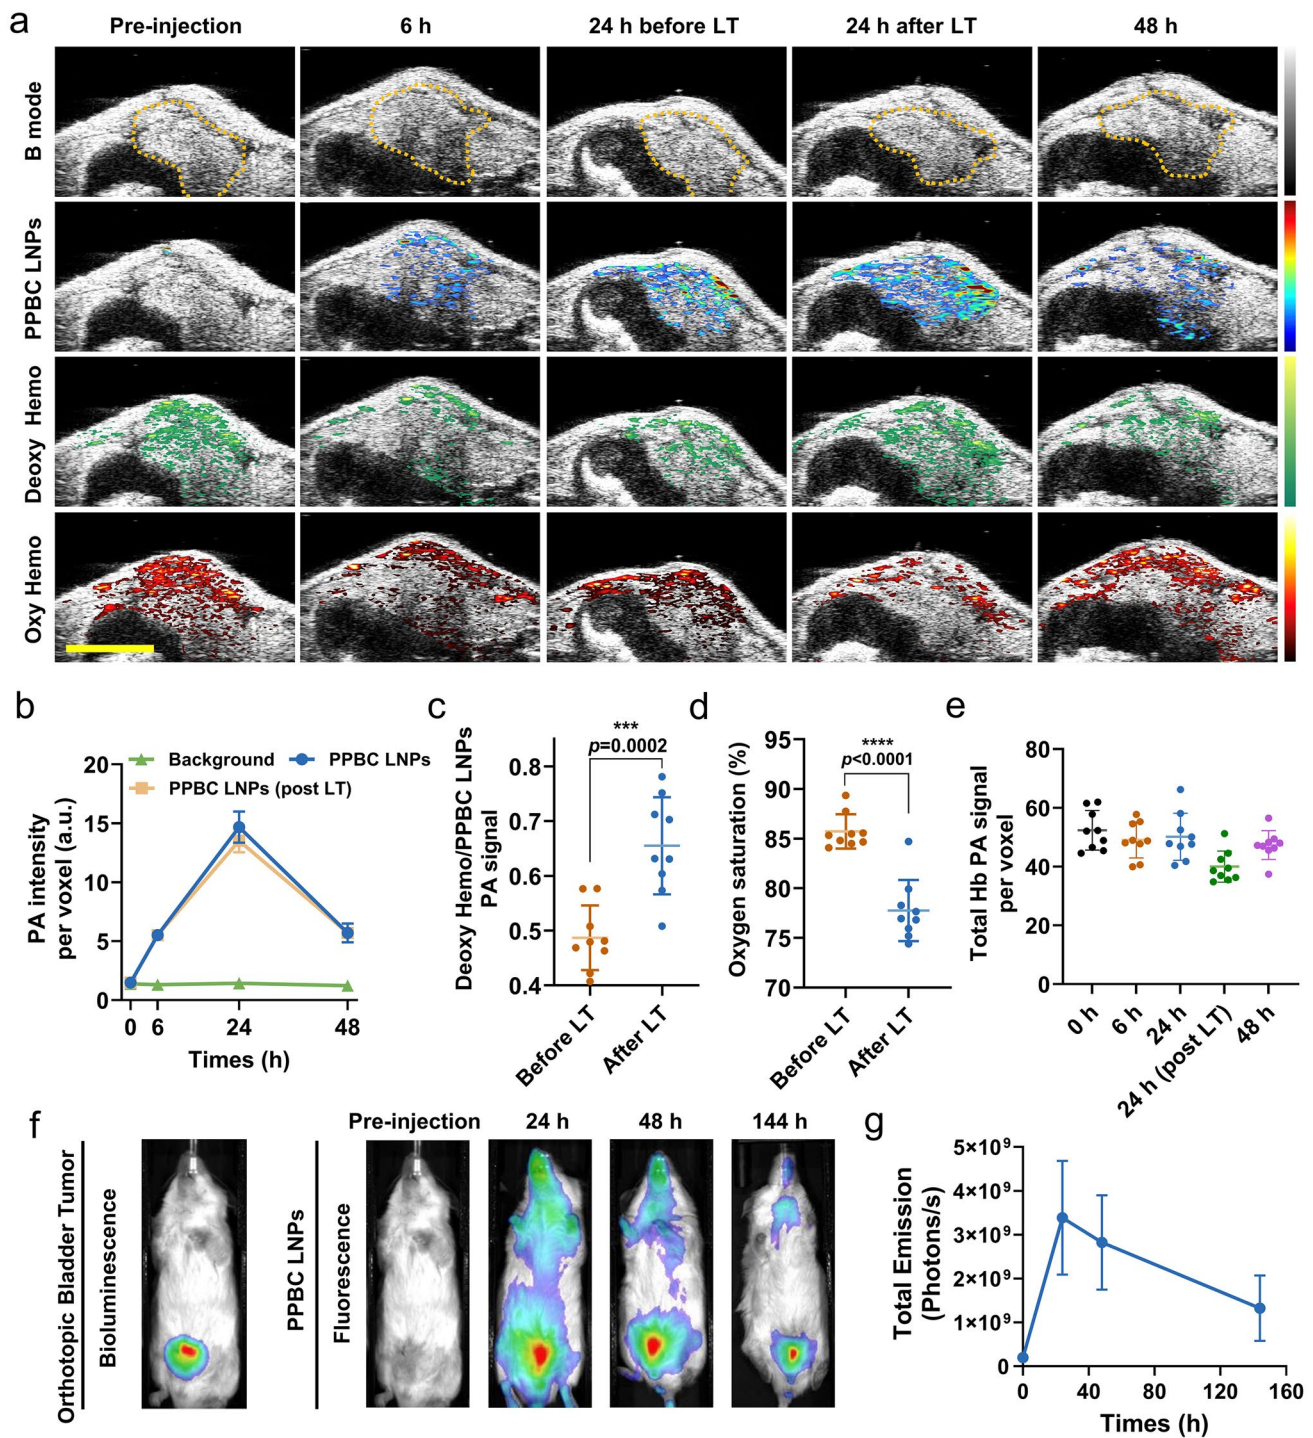 a
Pre-injection 6 h 24 h before LT 24 h after LT 48 h
B mode
PPBC LNPs
Deoxy Hemo
Oxy Hemo
b
Background PPBC LNPs
PPBC LNPs (post LT)
PA intensity
per voxel (a.u.)
20
15
10
5
0
0 6 24 48
Times (h)
c
***
p=0.0002
Deoxy Hemo/PPBC LNPs
PA signal
0.8
0.7
0.6
0.5
0.4
Before LT After LT
d
****
p<0.0001
Oxygen saturation (%)
95
90
85
80
75
70
Before LT After LT
e
Total Hb PA signal
per voxel
80
60
40
20
0
0 h 6 h 24 h 24 h (post LT) 48 h
f
Orthotopic Bladder Tumor
Bioluminescence
PPBC LNPs
Fluorescence
Pre-injection 24 h 48 h 144 h
g
Total Emission
(Photons/s)
5×10⁹
4×10⁹
3×10⁹
2×10⁹
1×10⁹
0
0 40 80 120 160
Times (h)